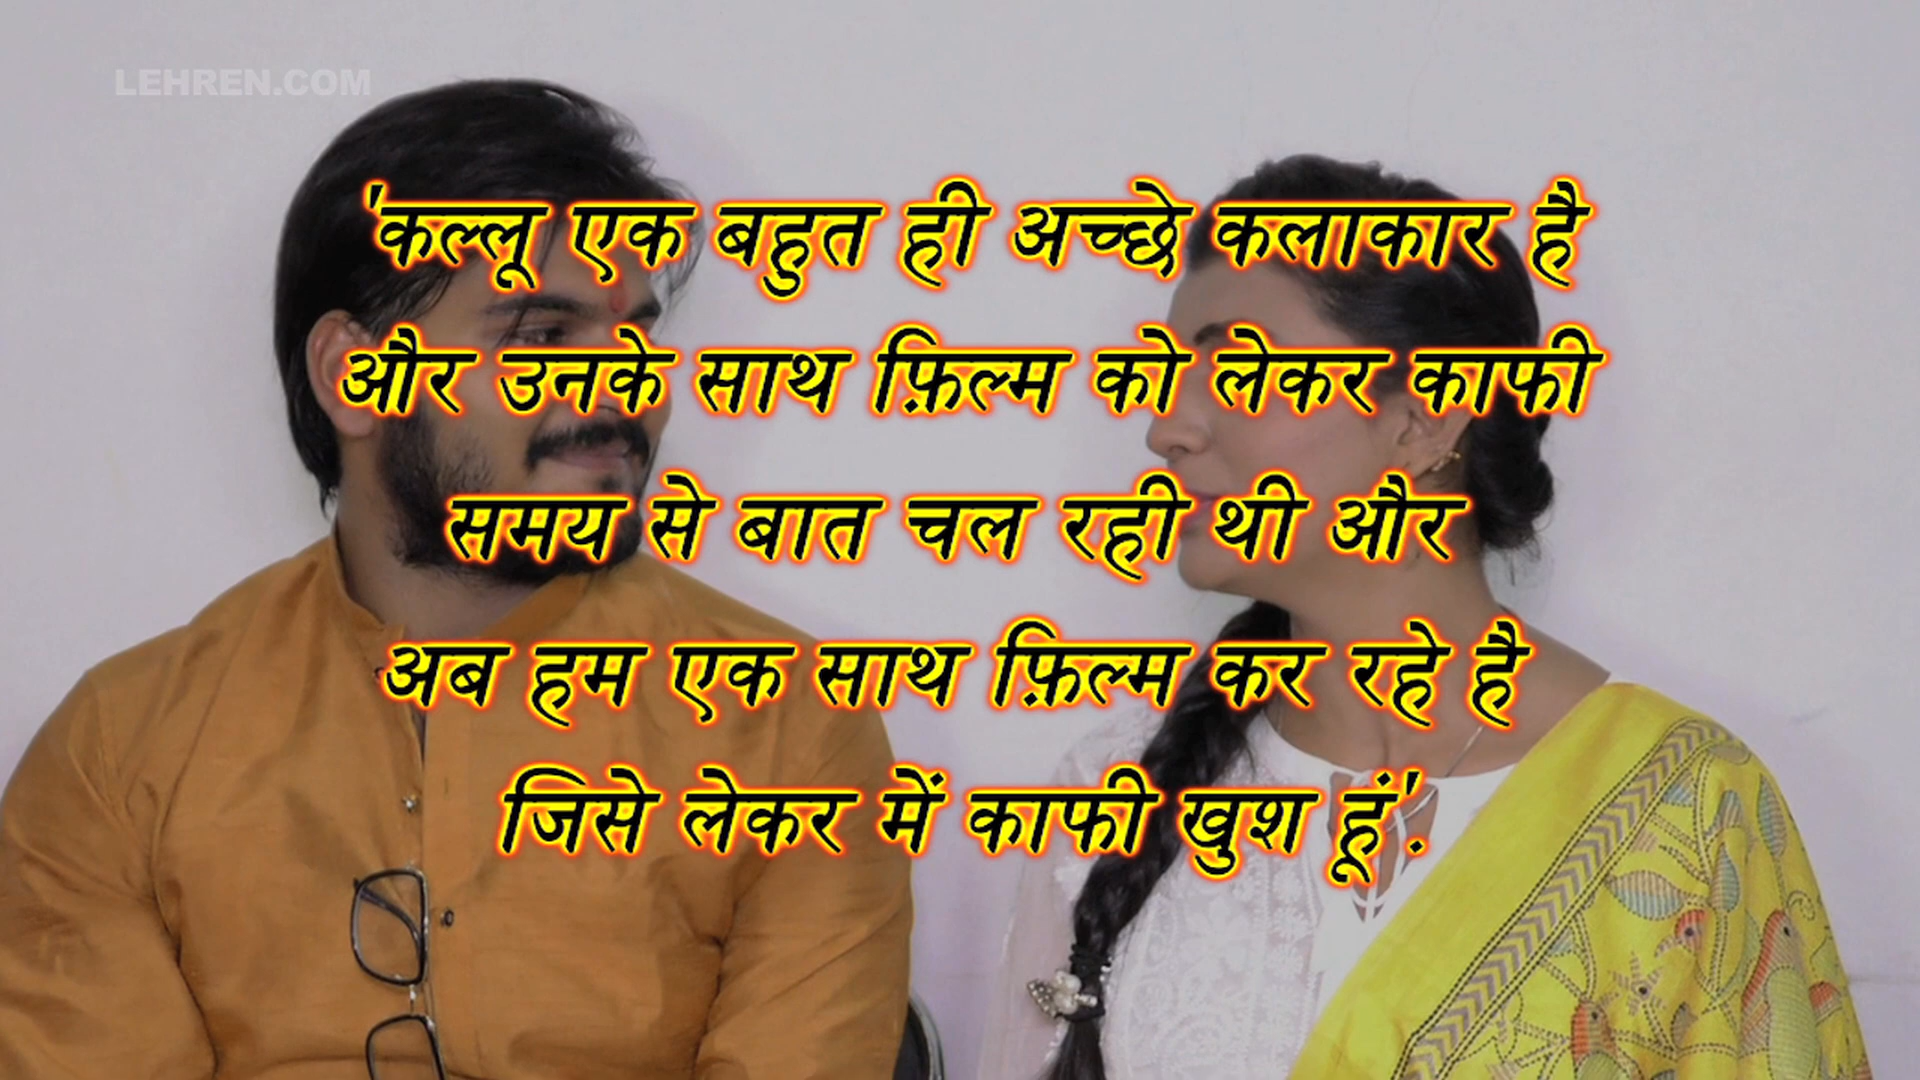 LEHREN.COM
'कल्लू एक बहुत ही अच्छे कलाकार है
और उनके साथ फ़िल्म को लेकर काफी
समय से बात चल रही थी और
अब हम एक साथ फ़िल्म कर रहे है
जिसे लेकर में काफी खुश हूं'.